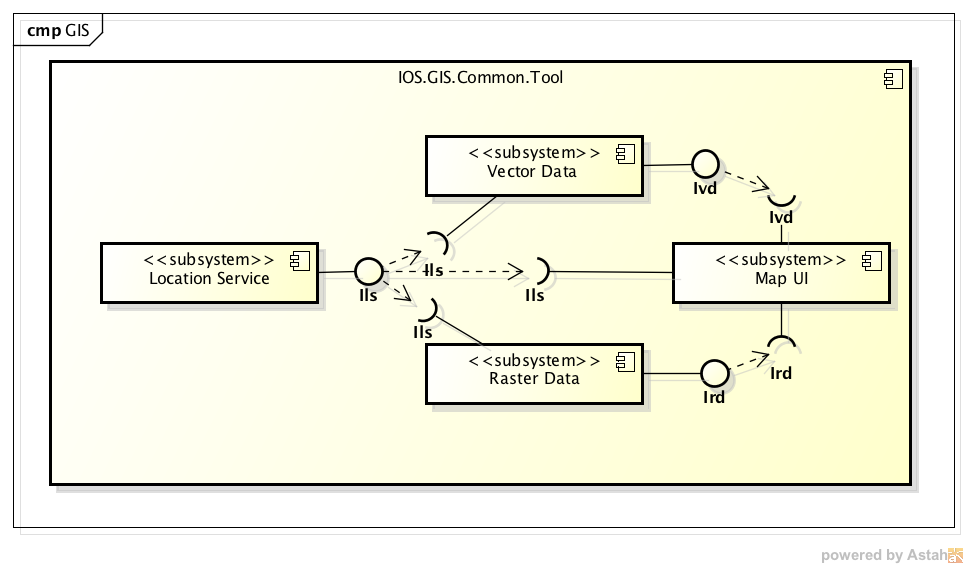 cmp GIS
IOS.GIS.Common.Tool
<<subsystem>>
Vector Data
Ivd
Ivd
<<subsystem>>
Location Service
Ils
Ils
Ils
Ils
<<subsystem>>
Map UI
<<subsystem>>
Raster Data
Ird
Ird
powered by Astah